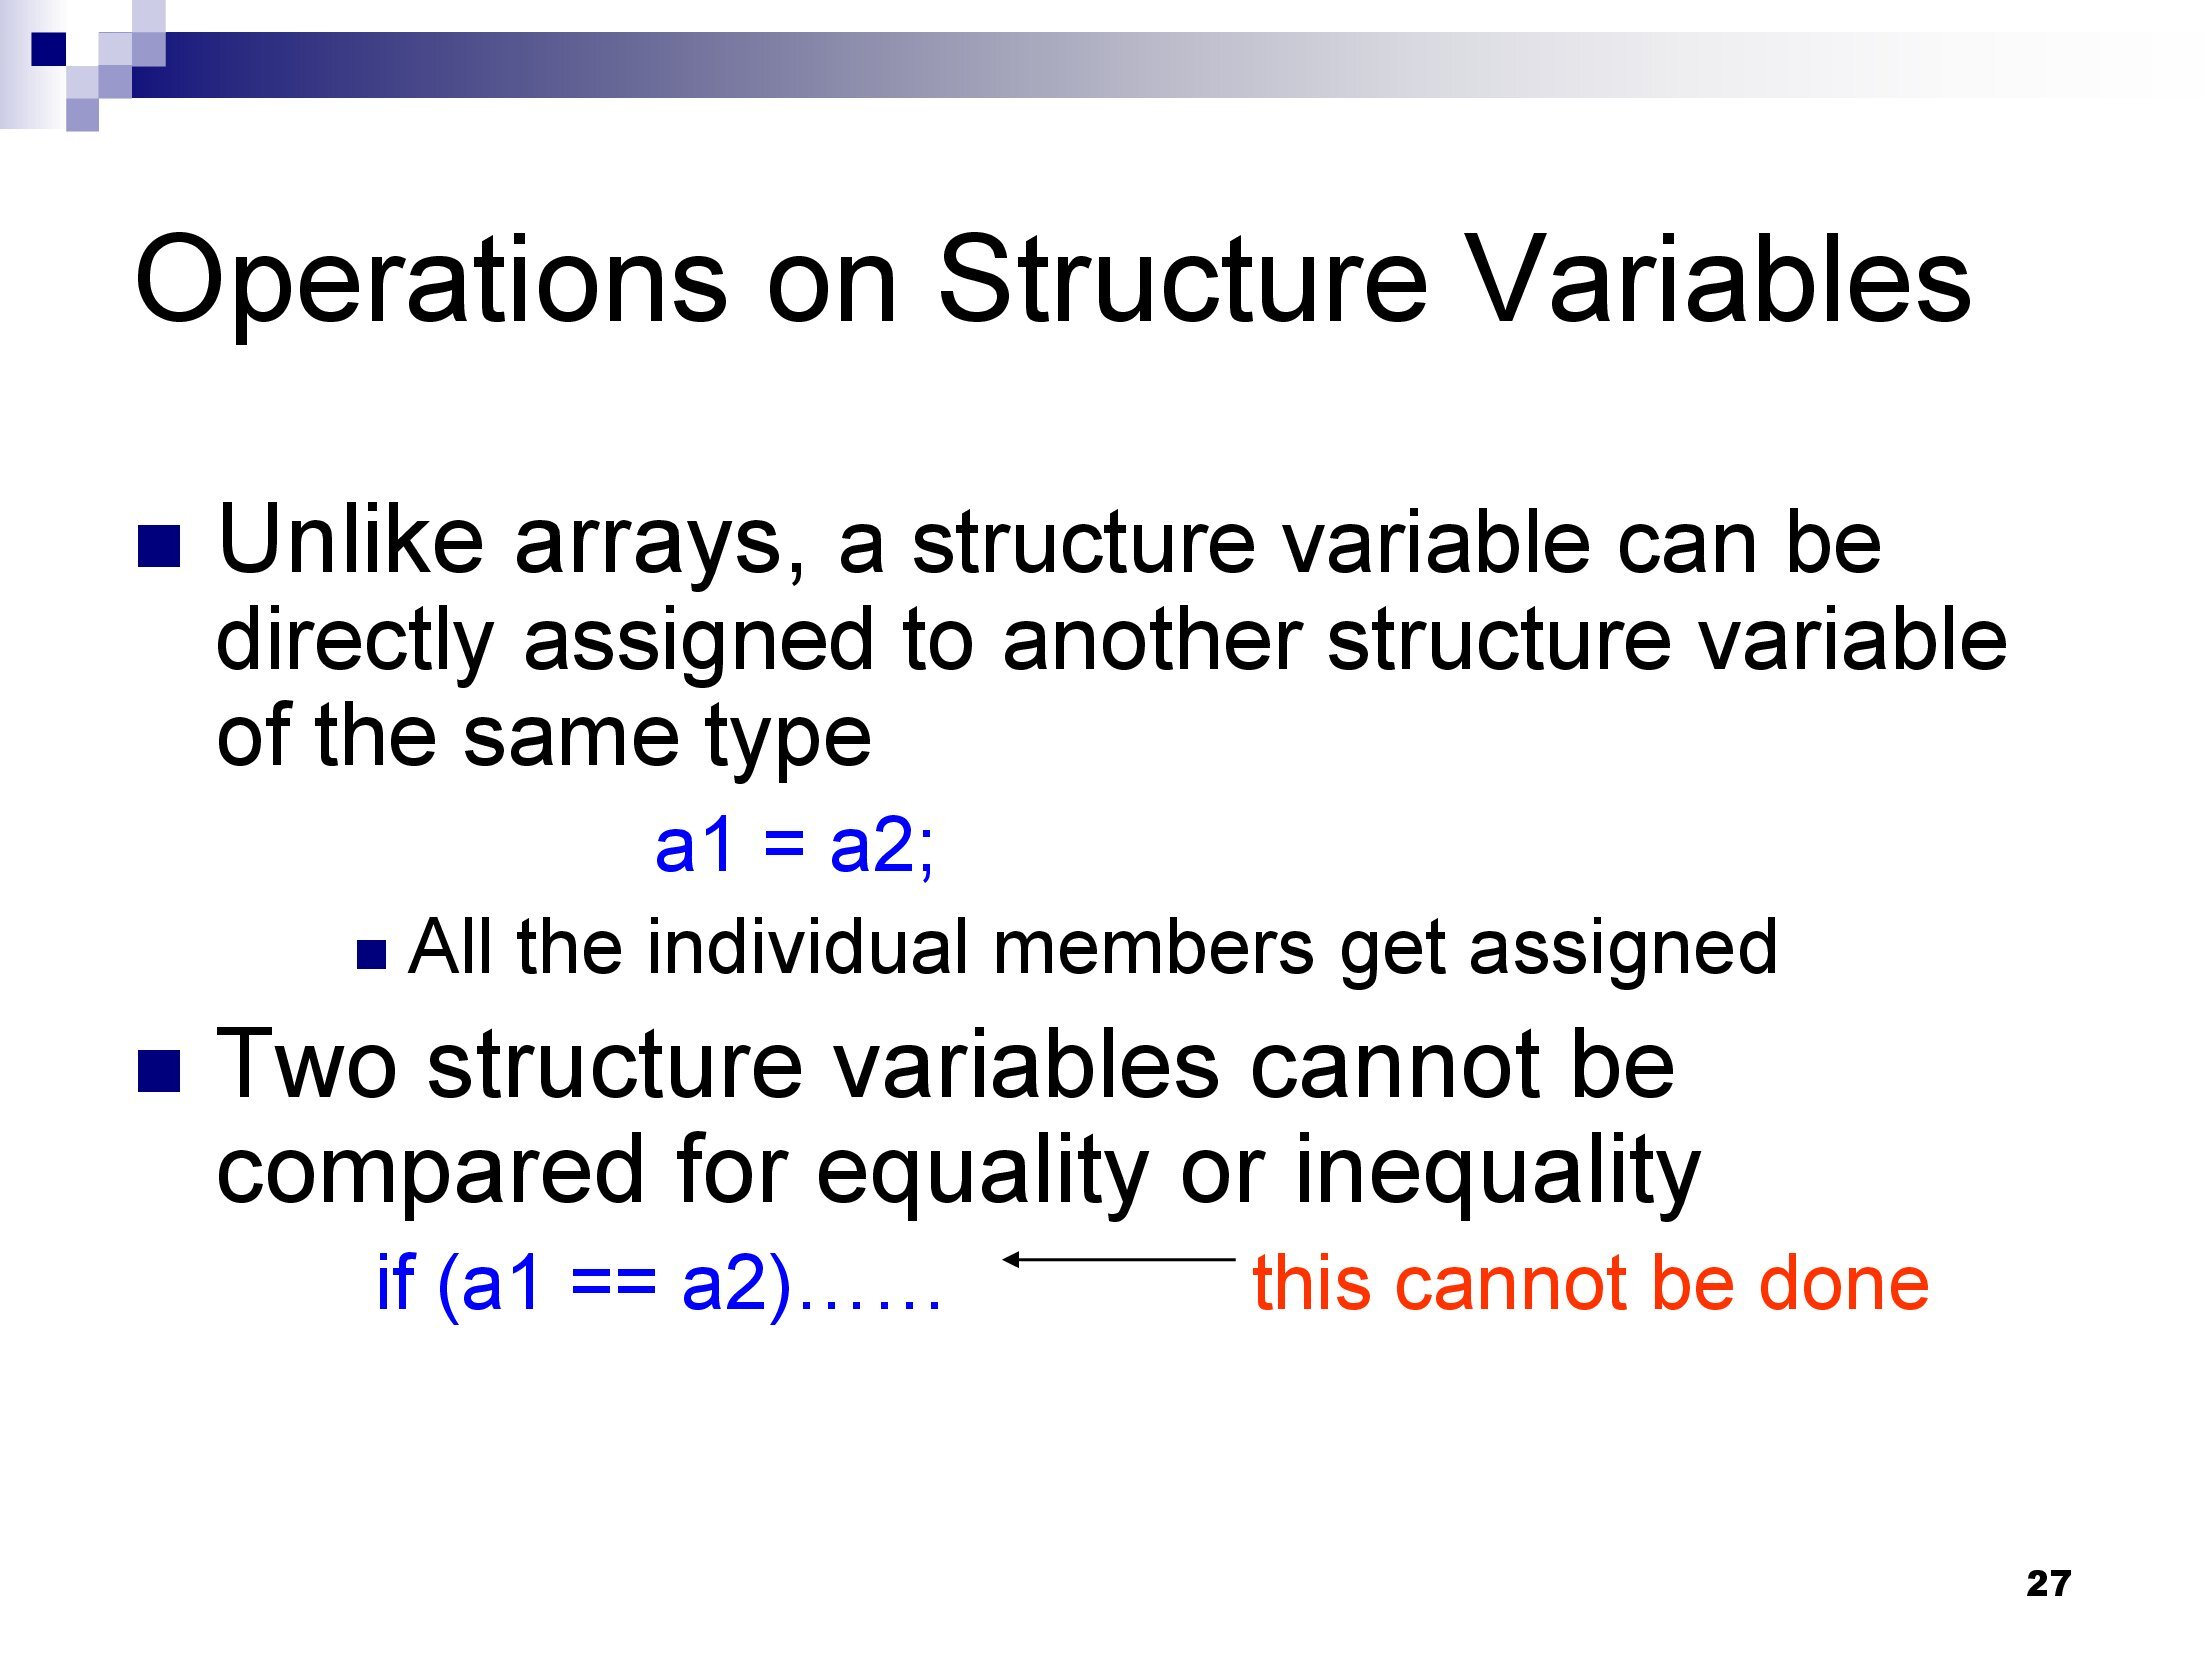 Operations on Structure Variables
Unlike arrays, a structure variable can be
directly assigned to another structure variable
of the same type
a1 = a2;
All the individual members get assigned
Two structure variables cannot be
compared for equality or inequality
if (a1 == a2)…… this cannot be done
27